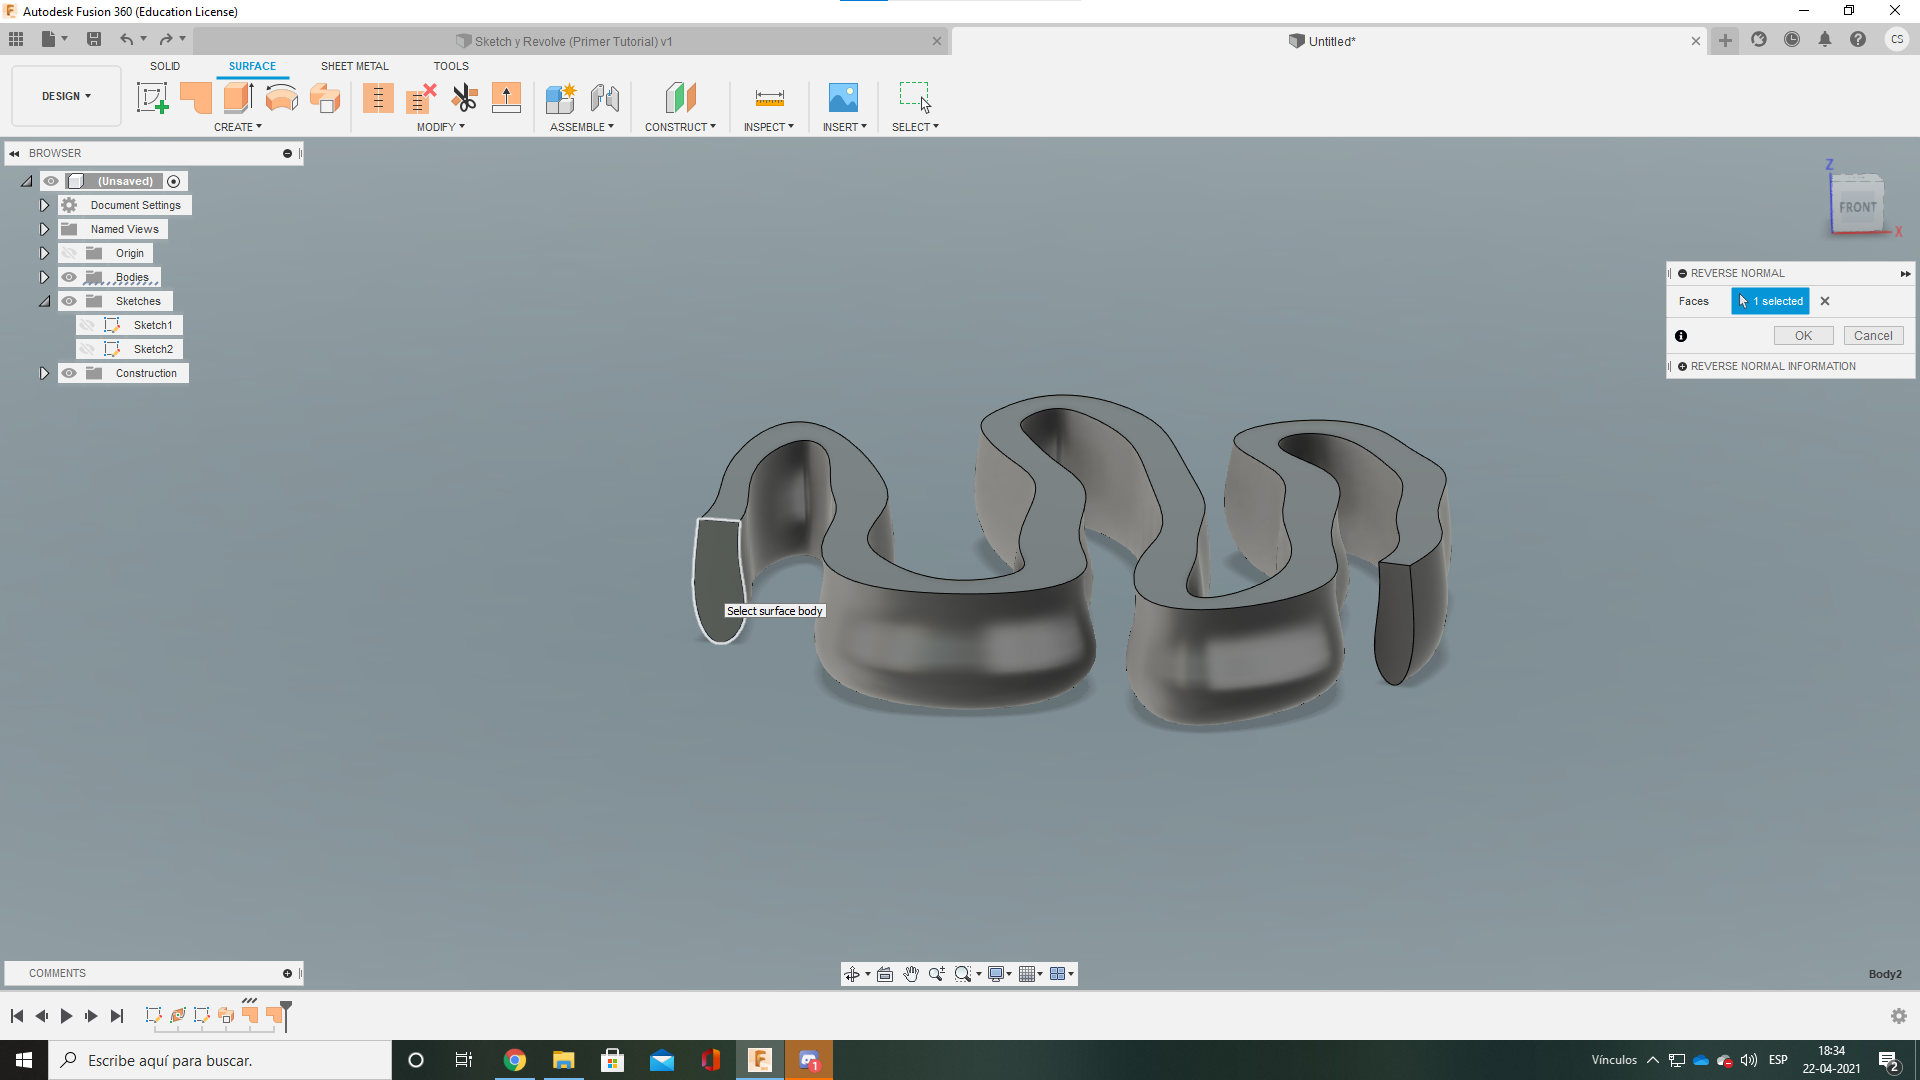 Autodesk Fusion 360 (Education License)
Sketch y Revolve (Primer Tutorial) v1
Untitled*
CS
DESIGN
SOLID
SURFACE
SHEET METAL
TOOLS
CREATE
MODIFY
ASSEMBLE
CONSTRUCT
INSPECT
INSERT
SELECT
BROWSER
(Unsaved)
Document Settings
Named Views
Origin
Bodies
Sketches
Sketch1
Sketch2
Construction
Z
FRONT
X
REVERSE NORMAL
Faces
1 selected
OK
Cancel
REVERSE NORMAL INFORMATION
Select surface body
COMMENTS
Body2
Escribe aquí para buscar.
1
Vínculos
ESP
18:34
22-04-2021
2